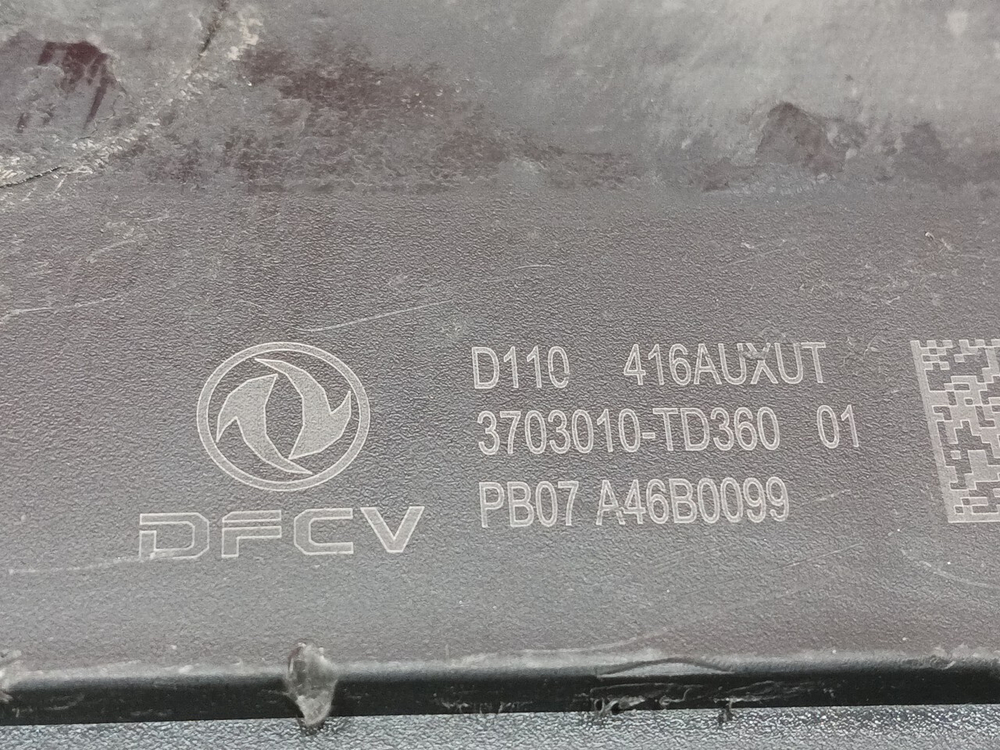 DFCV
D110 416AUXUT
3703010-TD360 01
PB07 A46B0099